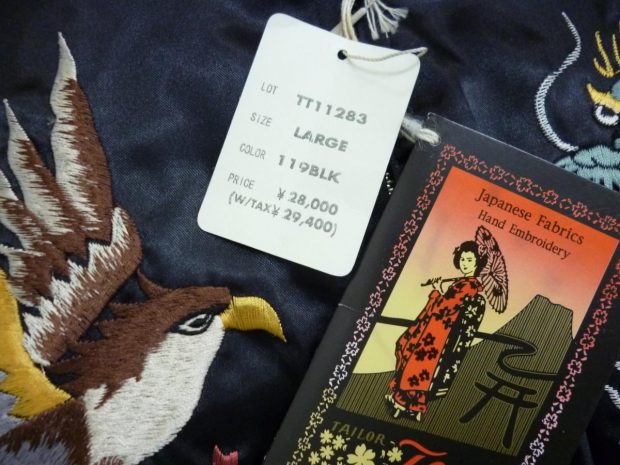 LOT TT11283
SIZE LARGE
COLOR 119BLK
PRICE ¥28,000
(W/TAX¥ 29,400)
Japanese Fabrics
Hand Embroidery
TAILOR